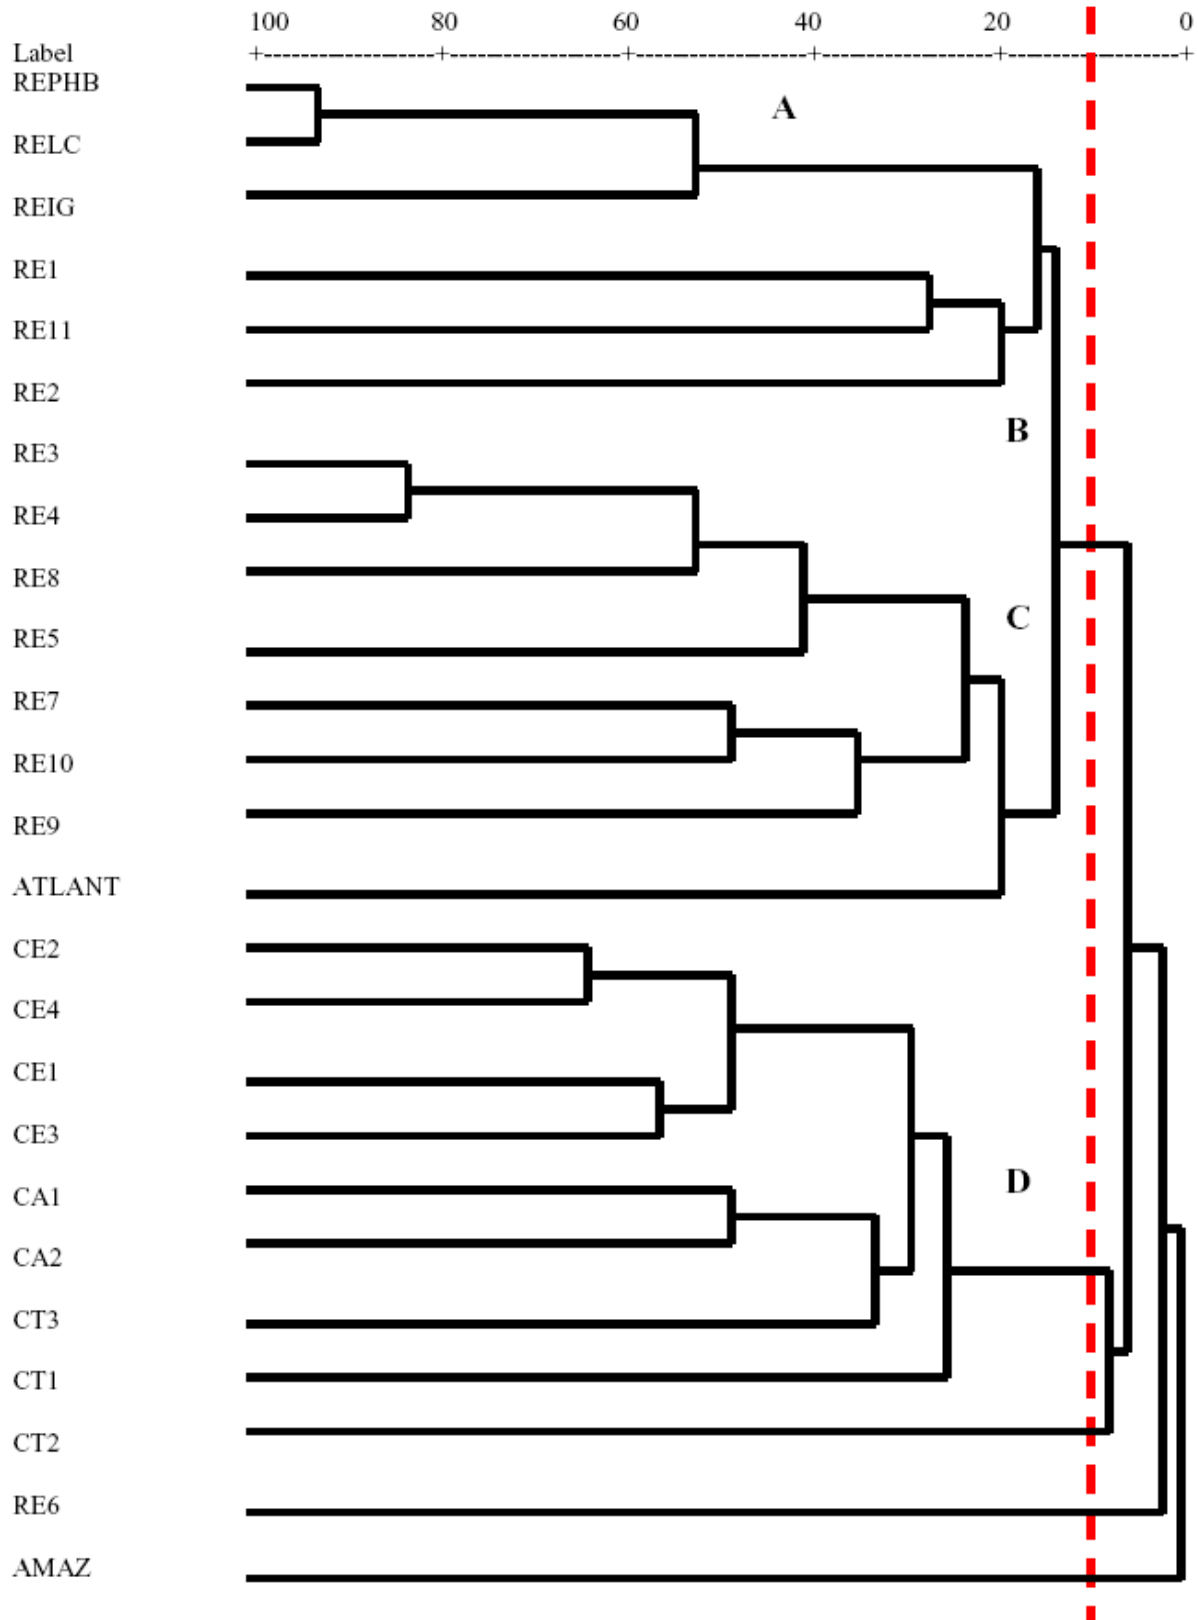 100 80 60 40 20 0
Label +---------+---------+---------+---------+---------+
REPHB
A
RELC
REIG
RE1
RE11
RE2
B
RE3
RE4
RE8
C
RE5
RE7
RE10
RE9
ATLANT
CE2
CE4
CE1
CE3
D
CA1
CA2
CT3
CT1
CT2
RE6
AMAZ